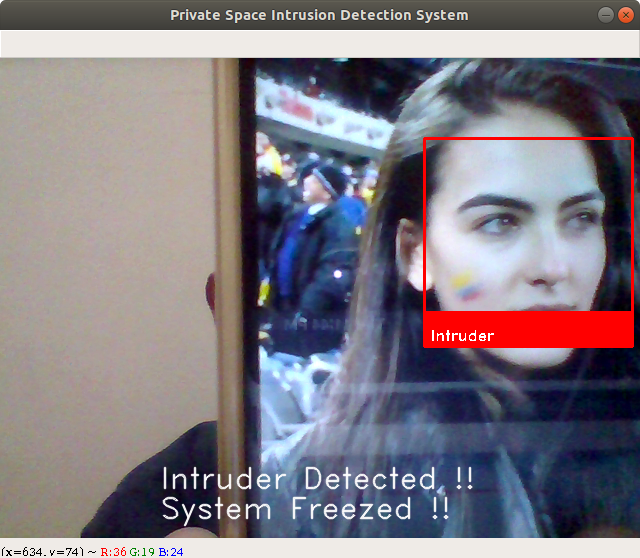 Private Space Intrusion Detection System
Intruder
Intruder Detected !!
System Freezed !!
(x=634, y=74) ~ R:36 G:19 B:24